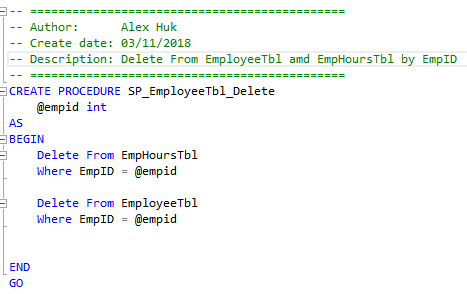 -- =============================================
-- Author:      Alex Huk
-- Create date: 03/11/2018
-- Description: Delete From EmployeeTbl amd EmpHoursTbl by EmpID
-- =============================================
CREATE PROCEDURE SP_EmployeeTbl_Delete
    @empid int
AS
BEGIN
    Delete From EmpHoursTbl
    Where EmpID = @empid
    Delete From EmployeeTbl
    Where EmpID = @empid
END
GO